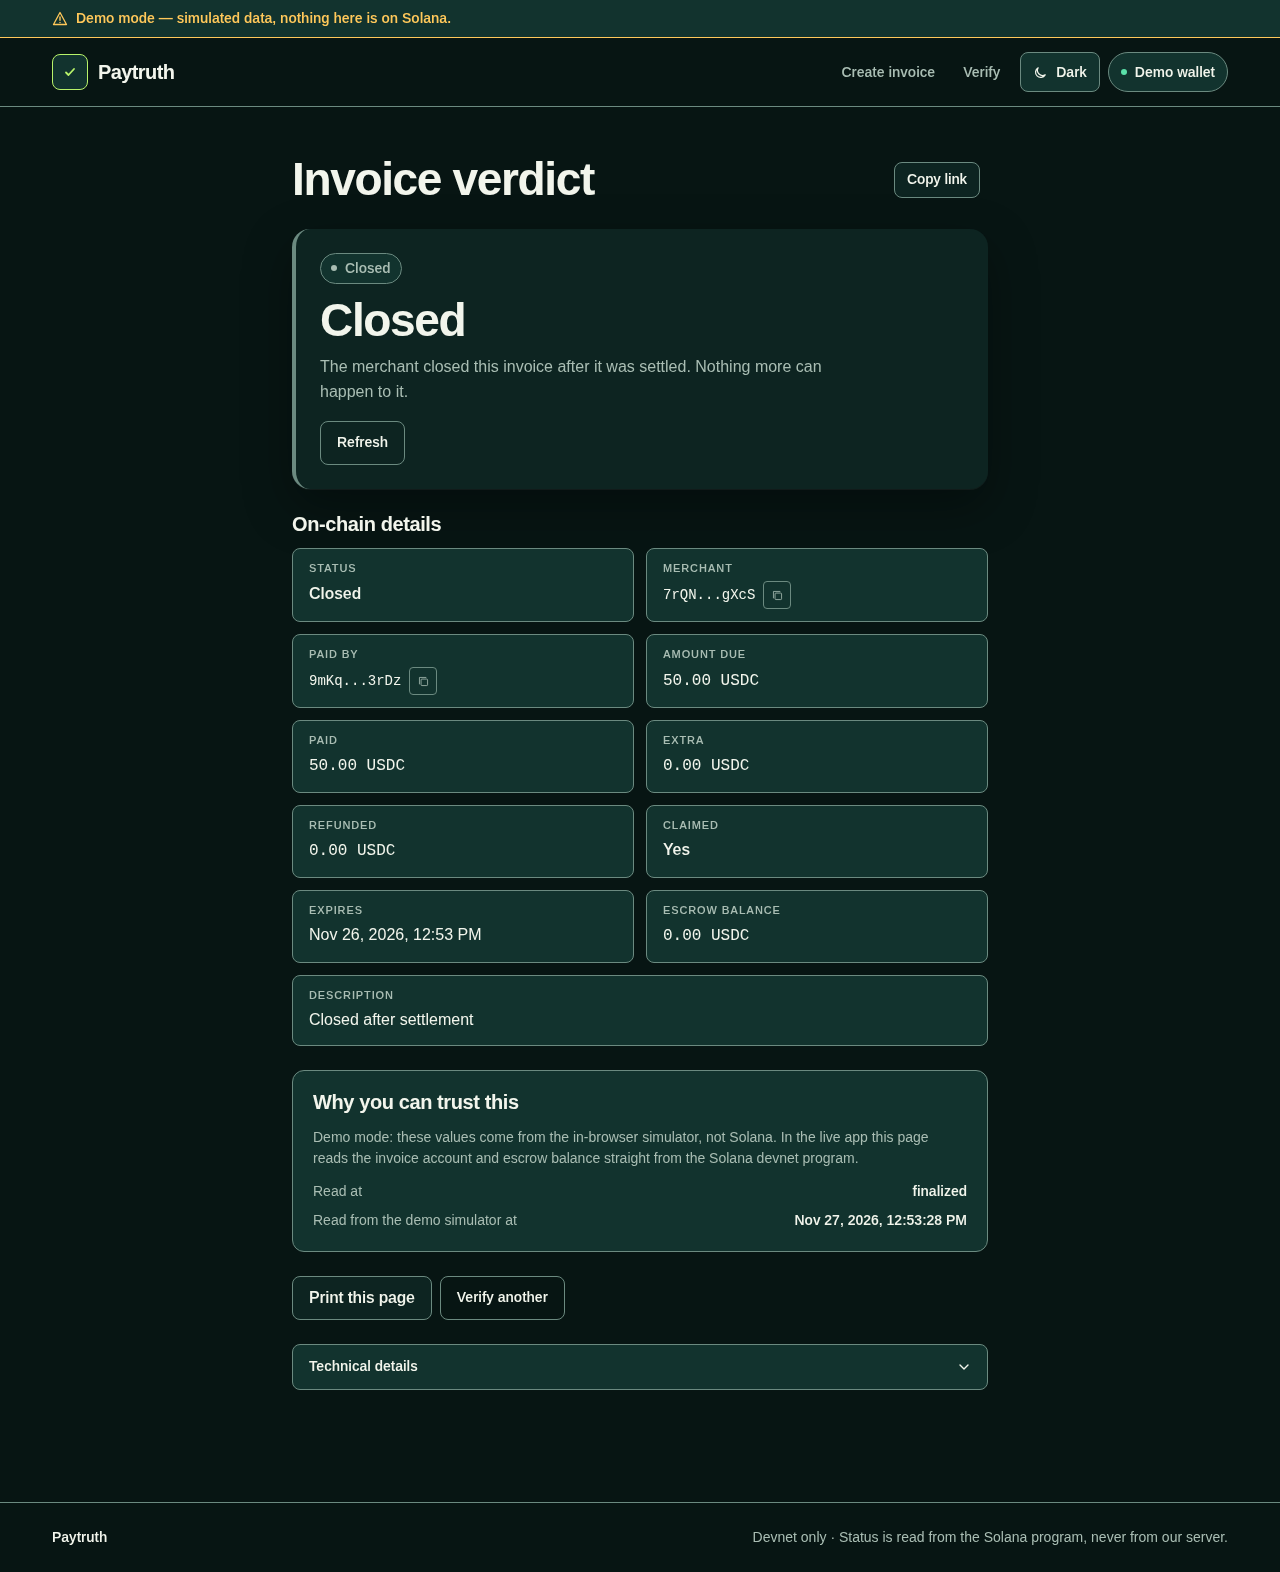 Demo mode — simulated data, nothing here is on Solana.
Paytruth
Create invoice
Verify
Dark
Demo wallet
Invoice verdict
Copy link
Closed
Closed
The merchant closed this invoice after it was settled. Nothing more can
happen to it.
Refresh
On-chain details
STATUS
Closed
MERCHANT
7rQN...gXcS
PAID BY
9mKq...3rDz
AMOUNT DUE
50.00 USDC
PAID
50.00 USDC
EXTRA
0.00 USDC
REFUNDED
0.00 USDC
CLAIMED
Yes
EXPIRES
Nov 26, 2026, 12:53 PM
ESCROW BALANCE
0.00 USDC
DESCRIPTION
Closed after settlement
Why you can trust this
Demo mode: these values come from the in-browser simulator, not Solana. In the live app this page
reads the invoice account and escrow balance straight from the Solana devnet program.
Read at
finalized
Read from the demo simulator at
Nov 27, 2026, 12:53:28 PM
Print this page
Verify another
Technical details
Paytruth
Devnet only · Status is read from the Solana program, never from our server.